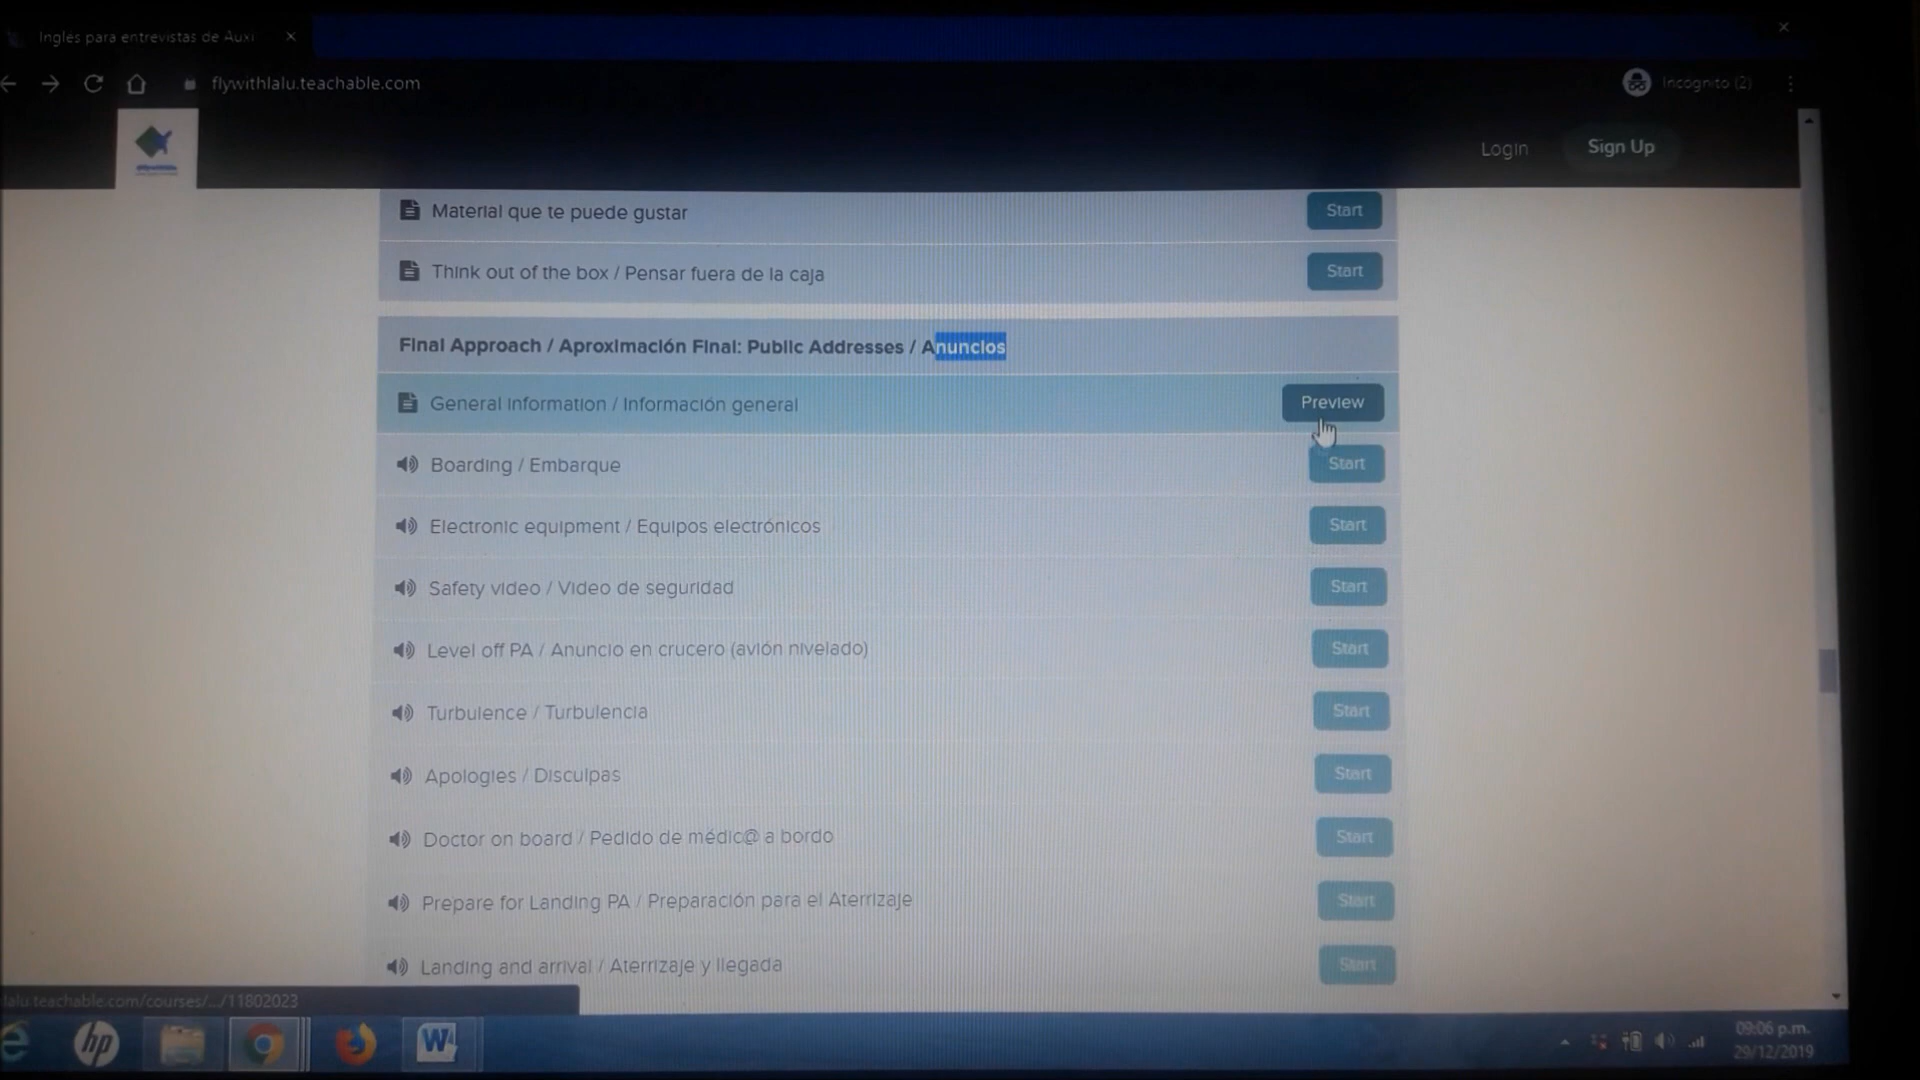 Inglés para entrevistas de Auxi
flywithlalu.teachable.com
Incognito (2)
Login
Sign Up
Material que te puede gustar
Start
Think out of the box / Pensar fuera de la caja
Start
Final Approach / Aproximación Final: Public Addresses / Anuncios
General information / Información general
Preview
Boarding / Embarque
Start
Electronic equipment / Equipos electrónicos
Start
Safety video / Video de seguridad
Start
Level off PA / Anuncio en crucero (avión nivelado)
Start
Turbulence / Turbulencia
Start
Apologies / Disculpas
Start
Doctor on board / Pedido de médic@ a bordo
Start
Prepare for Landing PA / Preparación para el Aterrizaje
Start
Landing and arrival / Aterrizaje y llegada
Start
lalu.teachable.com/courses/.../11802023
hp
W
09:06 p.m.
29/12/2019